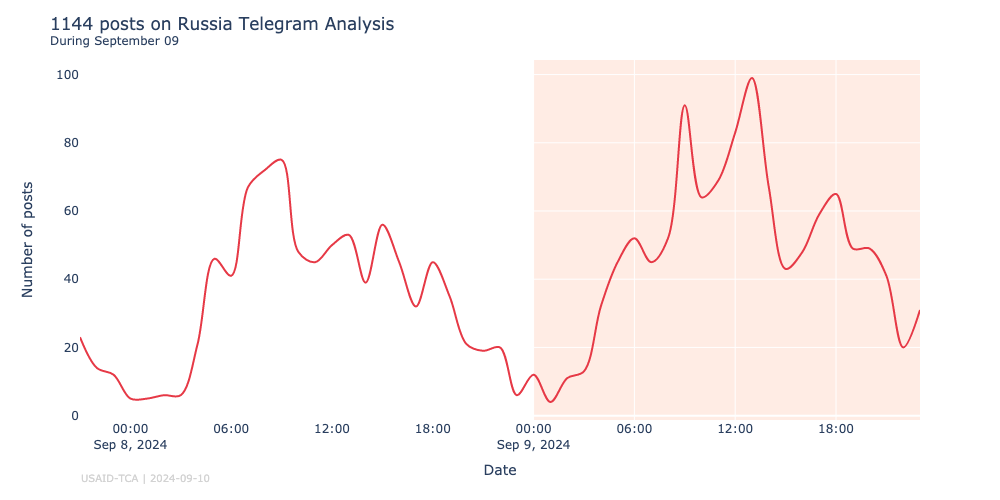 1144 posts on Russia Telegram Analysis
During September 09
100
80
60
40
20
0
Number of posts
00:00
Sep 8, 2024
06:00
12:00
18:00
00:00
Sep 9, 2024
06:00
12:00
18:00
Date
USAID-TCA | 2024-09-10